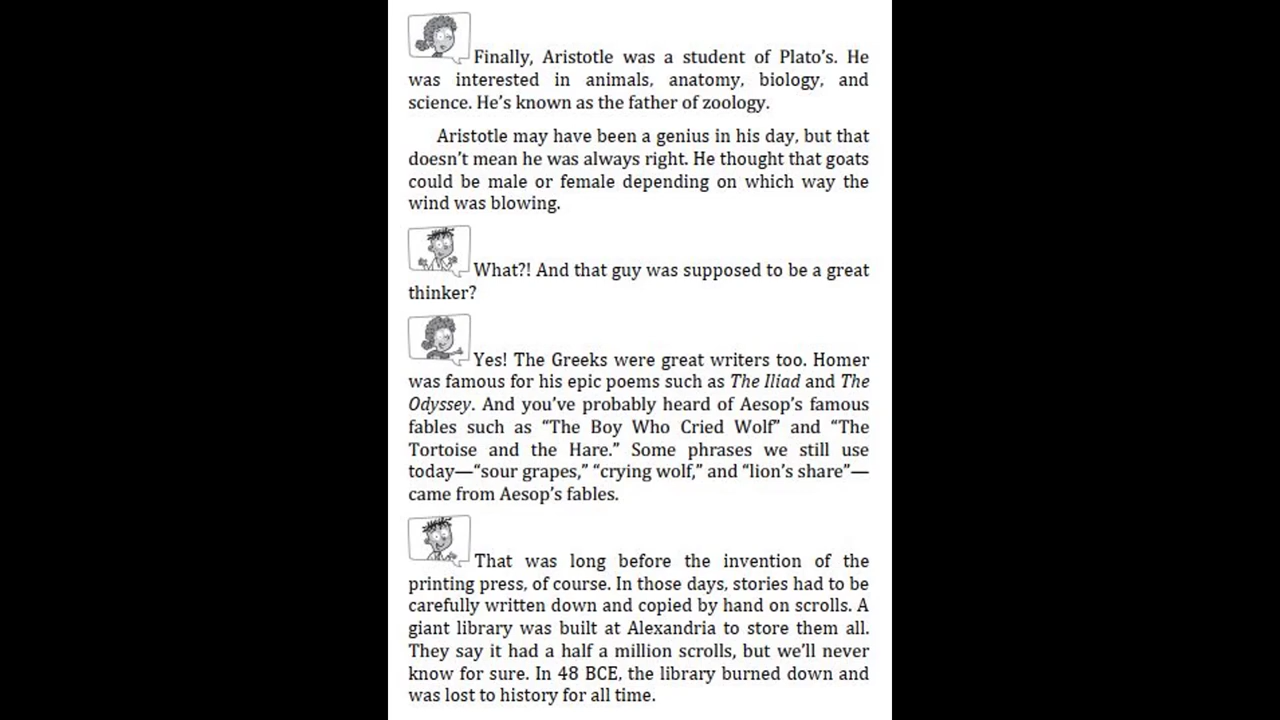 Finally, Aristotle was a student of Plato’s. He
was interested in animals, anatomy, biology, and
science. He’s known as the father of zoology.
Aristotle may have been a genius in his day, but that
doesn’t mean he was always right. He thought that goats
could be male or female depending on which way the
wind was blowing.
What?! And that guy was supposed to be a great
thinker?
Yes! The Greeks were great writers too. Homer
was famous for his epic poems such as The Iliad and The
Odyssey. And you’ve probably heard of Aesop’s famous
fables such as “The Boy Who Cried Wolf” and “The
Tortoise and the Hare.” Some phrases we still use
today—“sour grapes,” “crying wolf,” and “lion’s share”—
came from Aesop’s fables.
That was long before the invention of the
printing press, of course. In those days, stories had to be
carefully written down and copied by hand on scrolls. A
giant library was built at Alexandria to store them all.
They say it had a half a million scrolls, but we’ll never
know for sure. In 48 BCE, the library burned down and
was lost to history for all time.